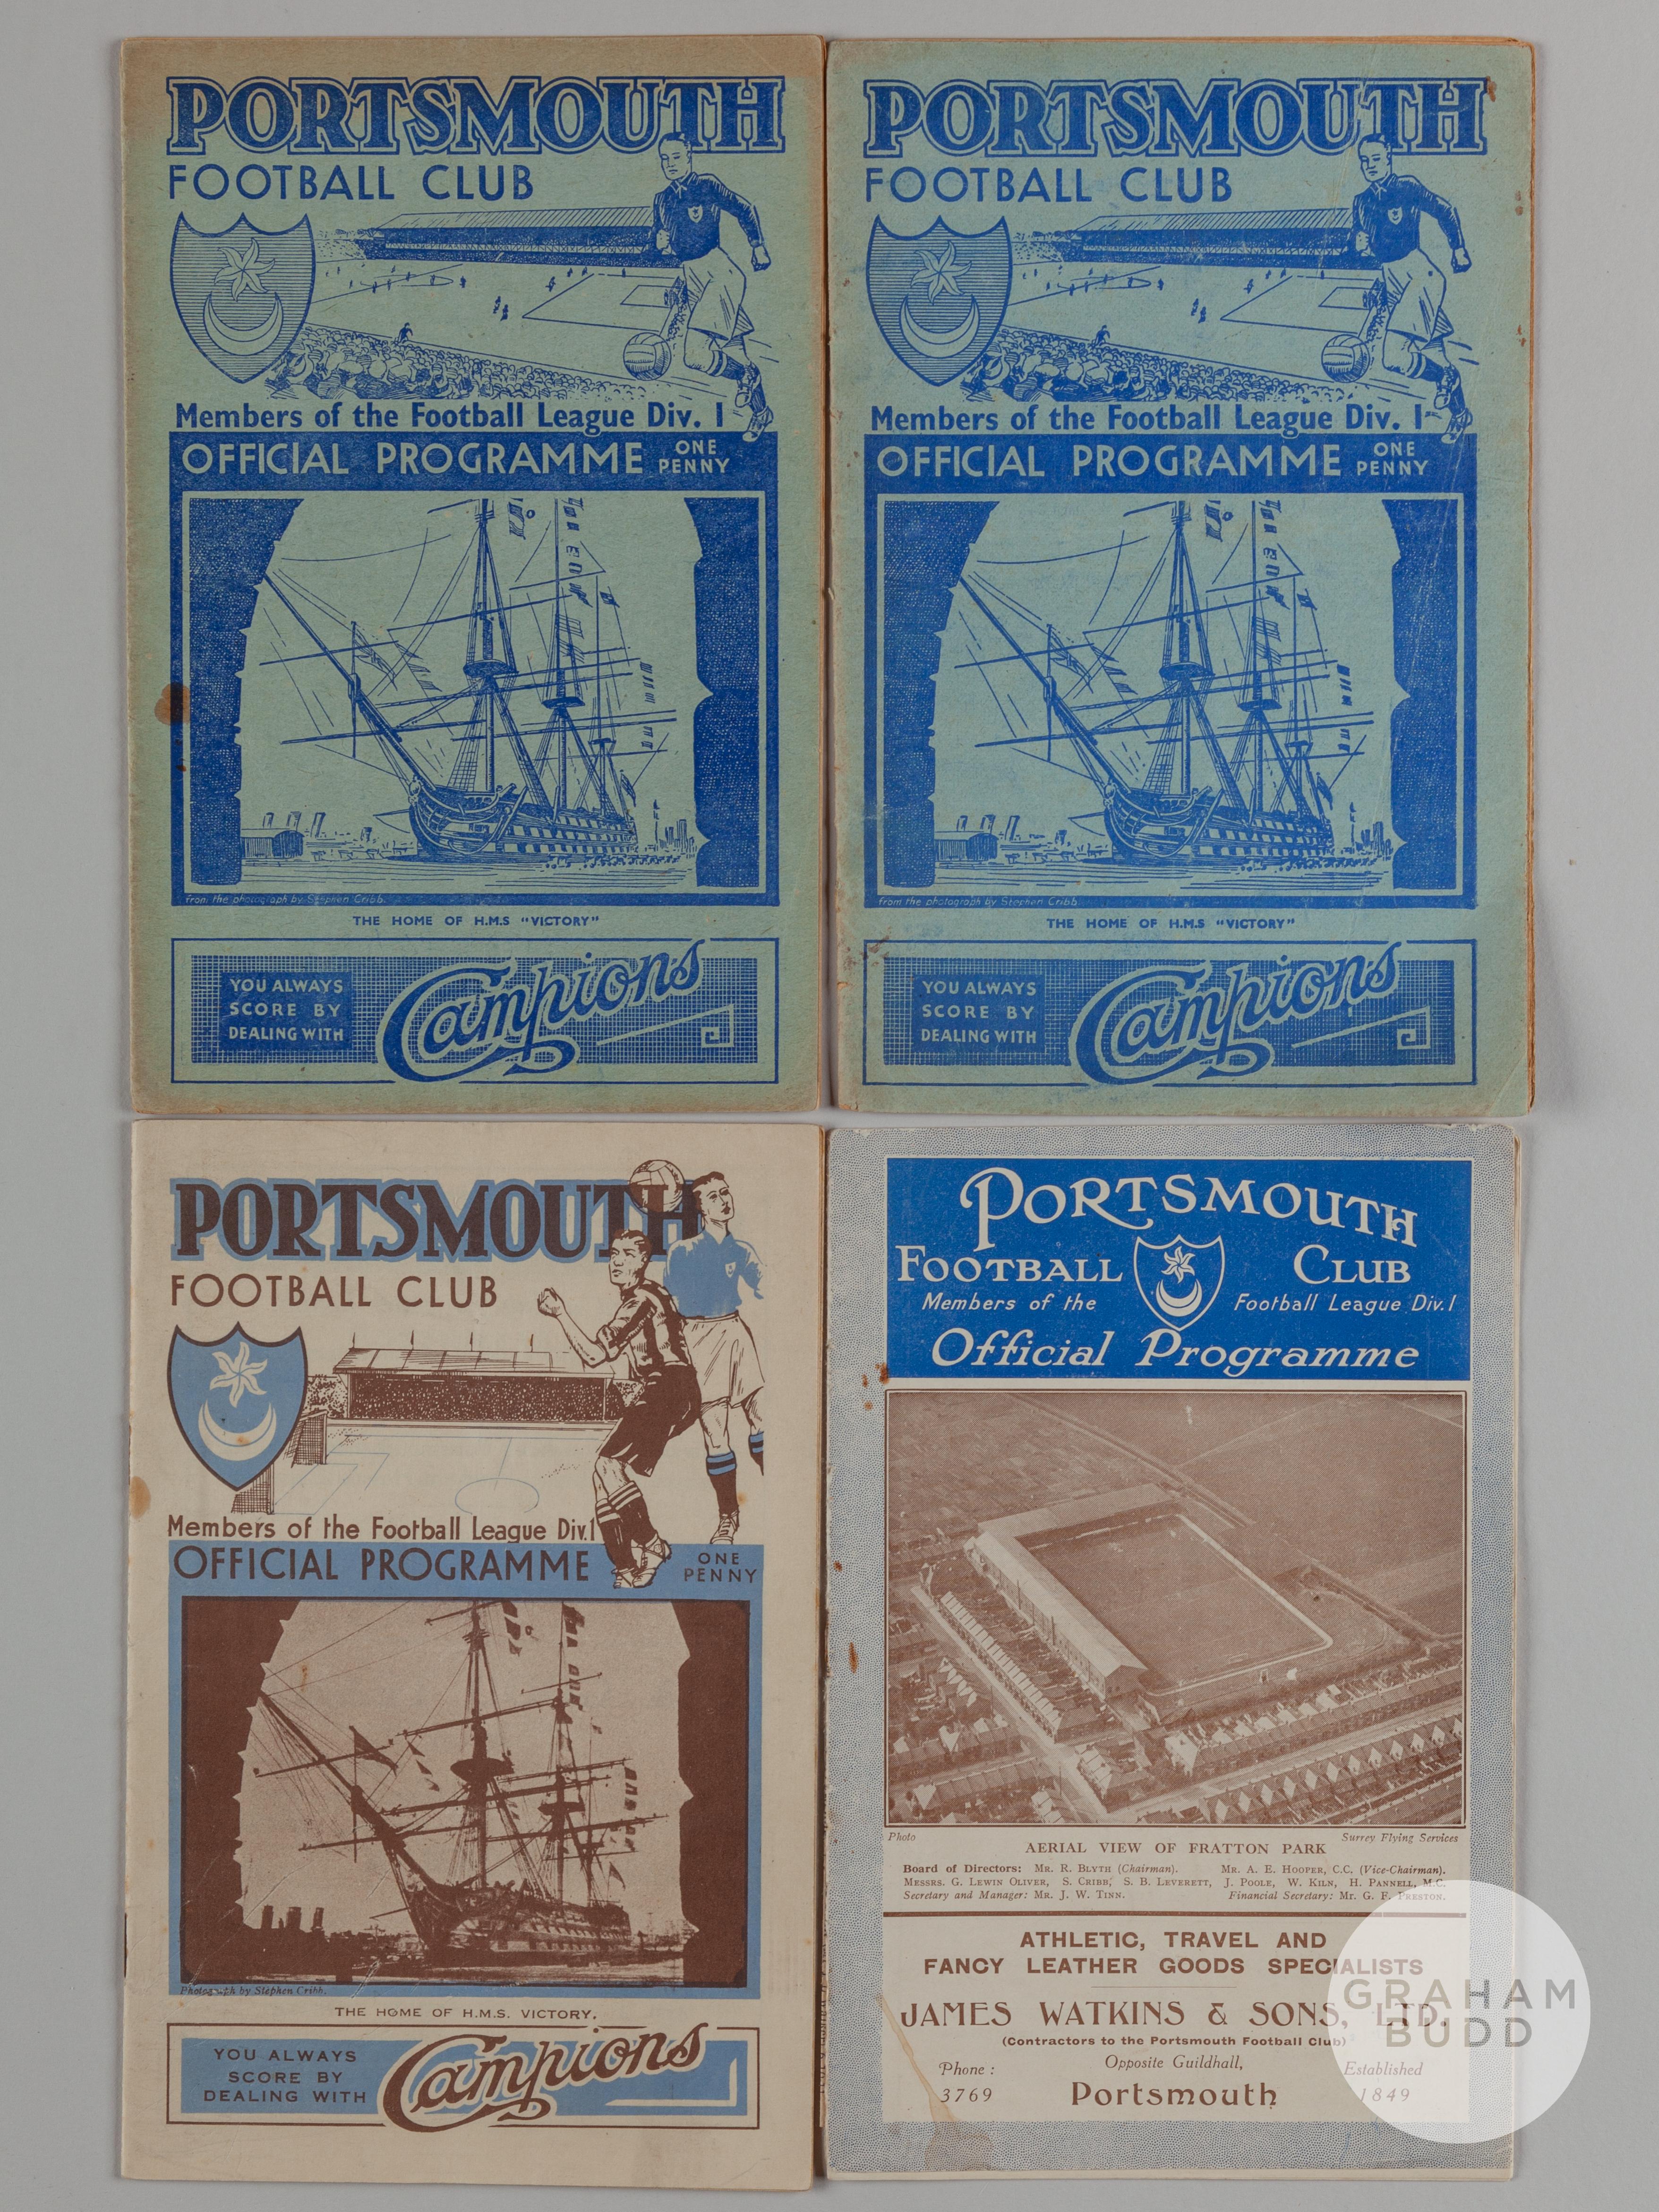 PORTSMOUTH
FOOTBALL CLUB
Members of the Football League Div. 1
OFFICIAL PROGRAMME ONE PENNY
from the photograph by Stephen Cribb.
THE HOME OF H.M.S "VICTORY"
YOU ALWAYS
SCORE BY
DEALING WITH
Campions
PORTSMOUTH
FOOTBALL CLUB
Members of the Football League Div. 1
OFFICIAL PROGRAMME ONE PENNY
from the photograph by Stephen Cribb
THE HOME OF H.M.S "VICTORY"
YOU ALWAYS
SCORE BY
DEALING WITH
Campions
PORTSMOUTH
FOOTBALL CLUB
Members of the Football League Div.1
OFFICIAL PROGRAMME ONE PENNY
Photograph by Stephen Cribb.
THE HOME OF H.M.S. VICTORY.
YOU ALWAYS
SCORE BY
DEALING WITH
Campions
PORTSMOUTH
FOOTBALL CLUB
Members of the Football League Div.1
Official Programme
Photo Surrey Flying Services
AERIAL VIEW OF FRATTON PARK
Board of Directors: MR. R. BLYTH (Chairman). MR. A. E. HOOPER, C.C. (Vice-Chairman).
MESSRS. G. LEWIN OLIVER, S. CRIBB, S. B. LEVERETT, J. POOLE, W. KILN, H. PANNELL, M.C.
Secretary and Manager: MR. J. W. TINN. Financial Secretary: Mr. G. F. PRESTON.
ATHLETIC, TRAVEL AND
FANCY LEATHER GOODS SPECIALISTS
JAMES WATKINS & SONS, LTD.
(Contractors to the Portsmouth Football Club)
Phone : Opposite Guildhall, Established
3769 Portsmouth 1849
GRAHAM
BUDD